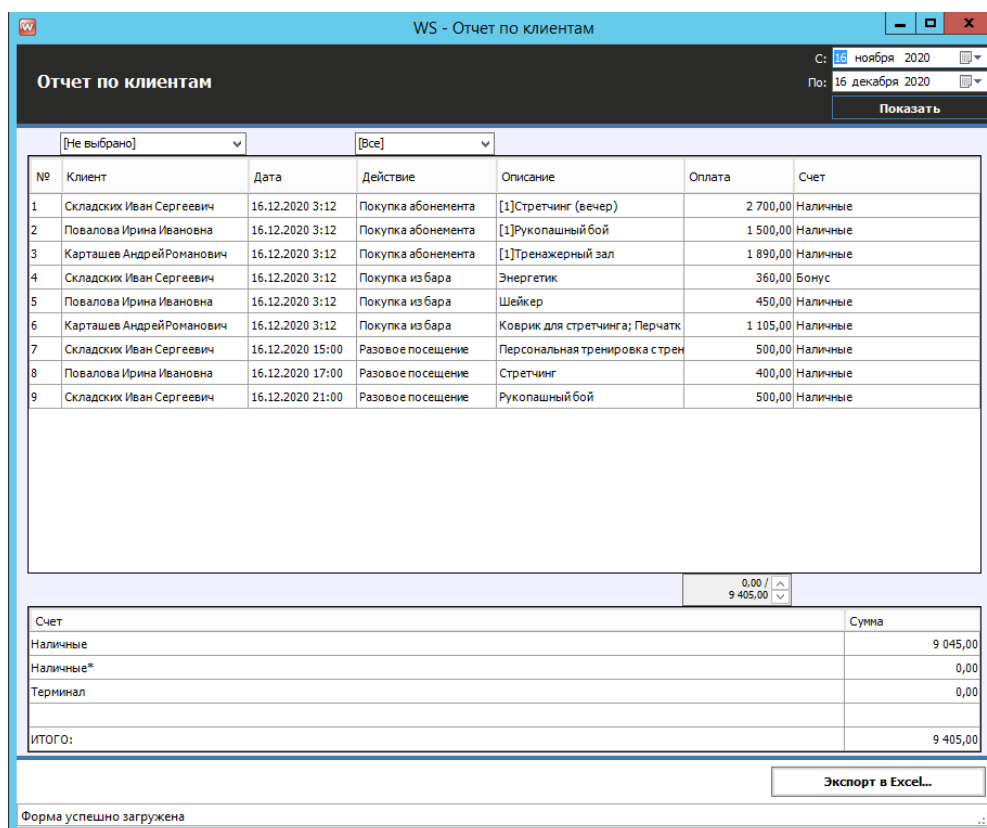 WS - Отчет по клиентам
С: 16 ноября 2020
Отчет по клиентам
По: 16 декабря 2020
Показать
[Не выбрано] [Все]
№ Клиент Дата Действие Описание Оплата Счет
1 Складских Иван Сергеевич 16.12.2020 3:12 Покупка абонемента [1]Стретчинг (вечер) 2 700,00 Наличные
2 Повалова Ирина Ивановна 16.12.2020 3:12 Покупка абонемента [1]Рукопашный бой 1 500,00 Наличные
3 Карташев Андрей Романович 16.12.2020 3:12 Покупка абонемента [1]Тренажерный зал 1 890,00 Наличные
4 Складских Иван Сергеевич 16.12.2020 3:12 Покупка из бара Энергетик 360,00 Бонус
5 Повалова Ирина Ивановна 16.12.2020 3:12 Покупка из бара Шейкер 450,00 Наличные
6 Карташев Андрей Романович 16.12.2020 3:12 Покупка из бара Коврик для стретчинга; Перчатк 1 105,00 Наличные
7 Складских Иван Сергеевич 16.12.2020 15:00 Разовое посещение Персональная тренировка с трен 500,00 Наличные
8 Повалова Ирина Ивановна 16.12.2020 17:00 Разовое посещение Стретчинг 400,00 Наличные
9 Складских Иван Сергеевич 16.12.2020 21:00 Разовое посещение Рукопашный бой 500,00 Наличные
0,00 /
9 405,00
Счет Сумма
Наличные 9 045,00
Наличные* 0,00
Терминал 0,00
ИТОГО: 9 405,00
Экспорт в Excel...
Форма успешно загружена